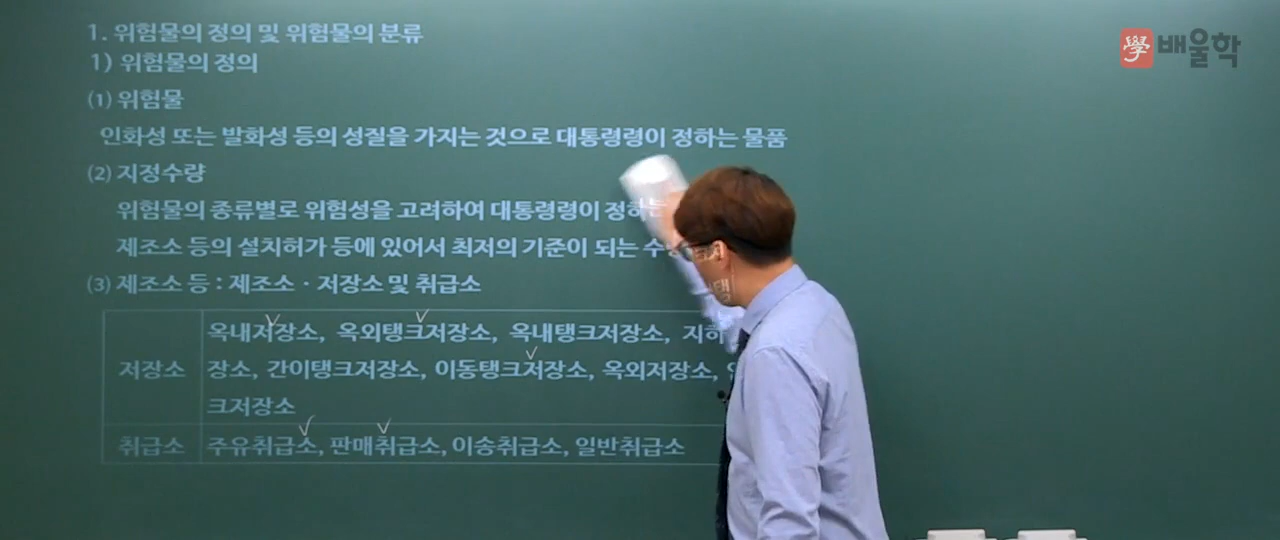 1. 위험물의 정의 및 위험물의 분류
學 배울학
1) 위험물의 정의
(1) 위험물
인화성 또는 발화성 등의 성질을 가지는 것으로 대통령령이 정하는 물품
(2) 지정수량
위험물의 종류별로 위험성을 고려하여 대통령령이 정하는
제조소 등의 설치허가 등에 있어서 최저의 기준이 되는
(3) 제조소 등 : 제조소 · 저장소 및 취급소
옥내저장소, 옥외탱크저장소, 옥내탱크저장소, 지하
저장소 장소, 간이탱크저장소, 이동탱크저장소, 옥외저장소,
크저장소
취급소 주유취급소, 판매취급소, 이송취급소, 일반취급소